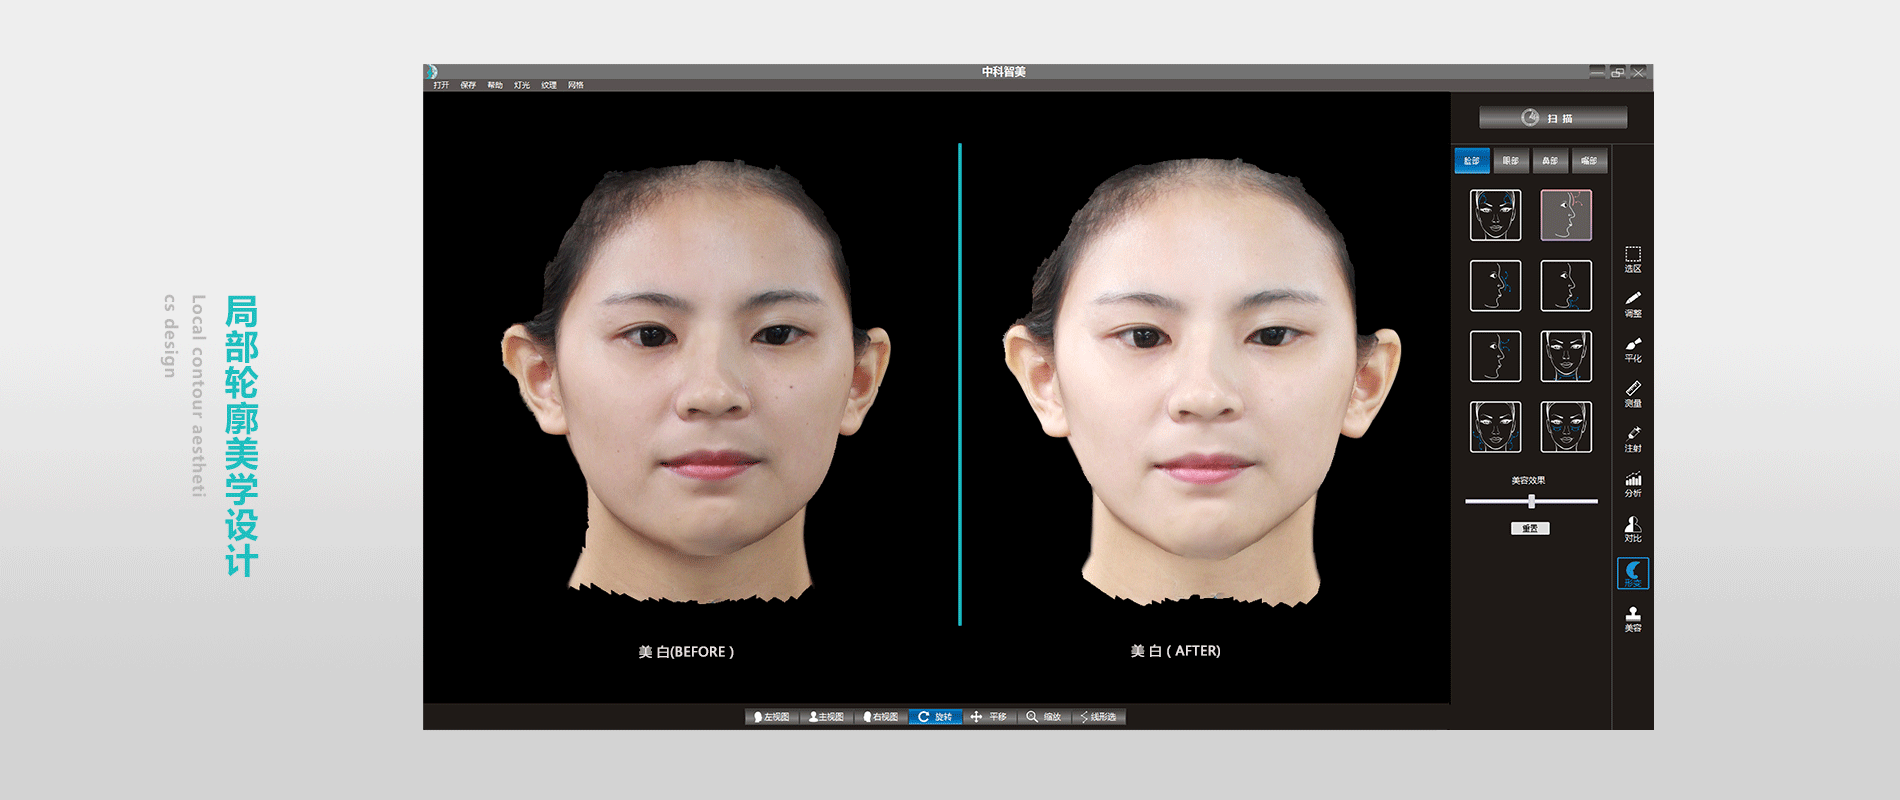 局部轮廓美学设计
Local contour aestheti
cs design
中科智美
打开 保存 帮助 灯光 纹理 网格
扫 描
脸部 眼部 鼻部 嘴部
美容效果
重置
选区
调整
平化
测量
注射
分析
对比
形变
美容
美 白(BEFORE )
美 白 ( AFTER)
左视图 主视图 右视图 旋转 平移 缩放 线形选